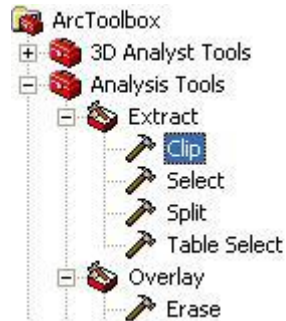 ArcToolbox
3D Analyst Tools
Analysis Tools
Extract
Clip
Select
Split
Table Select
Overlay
Erase